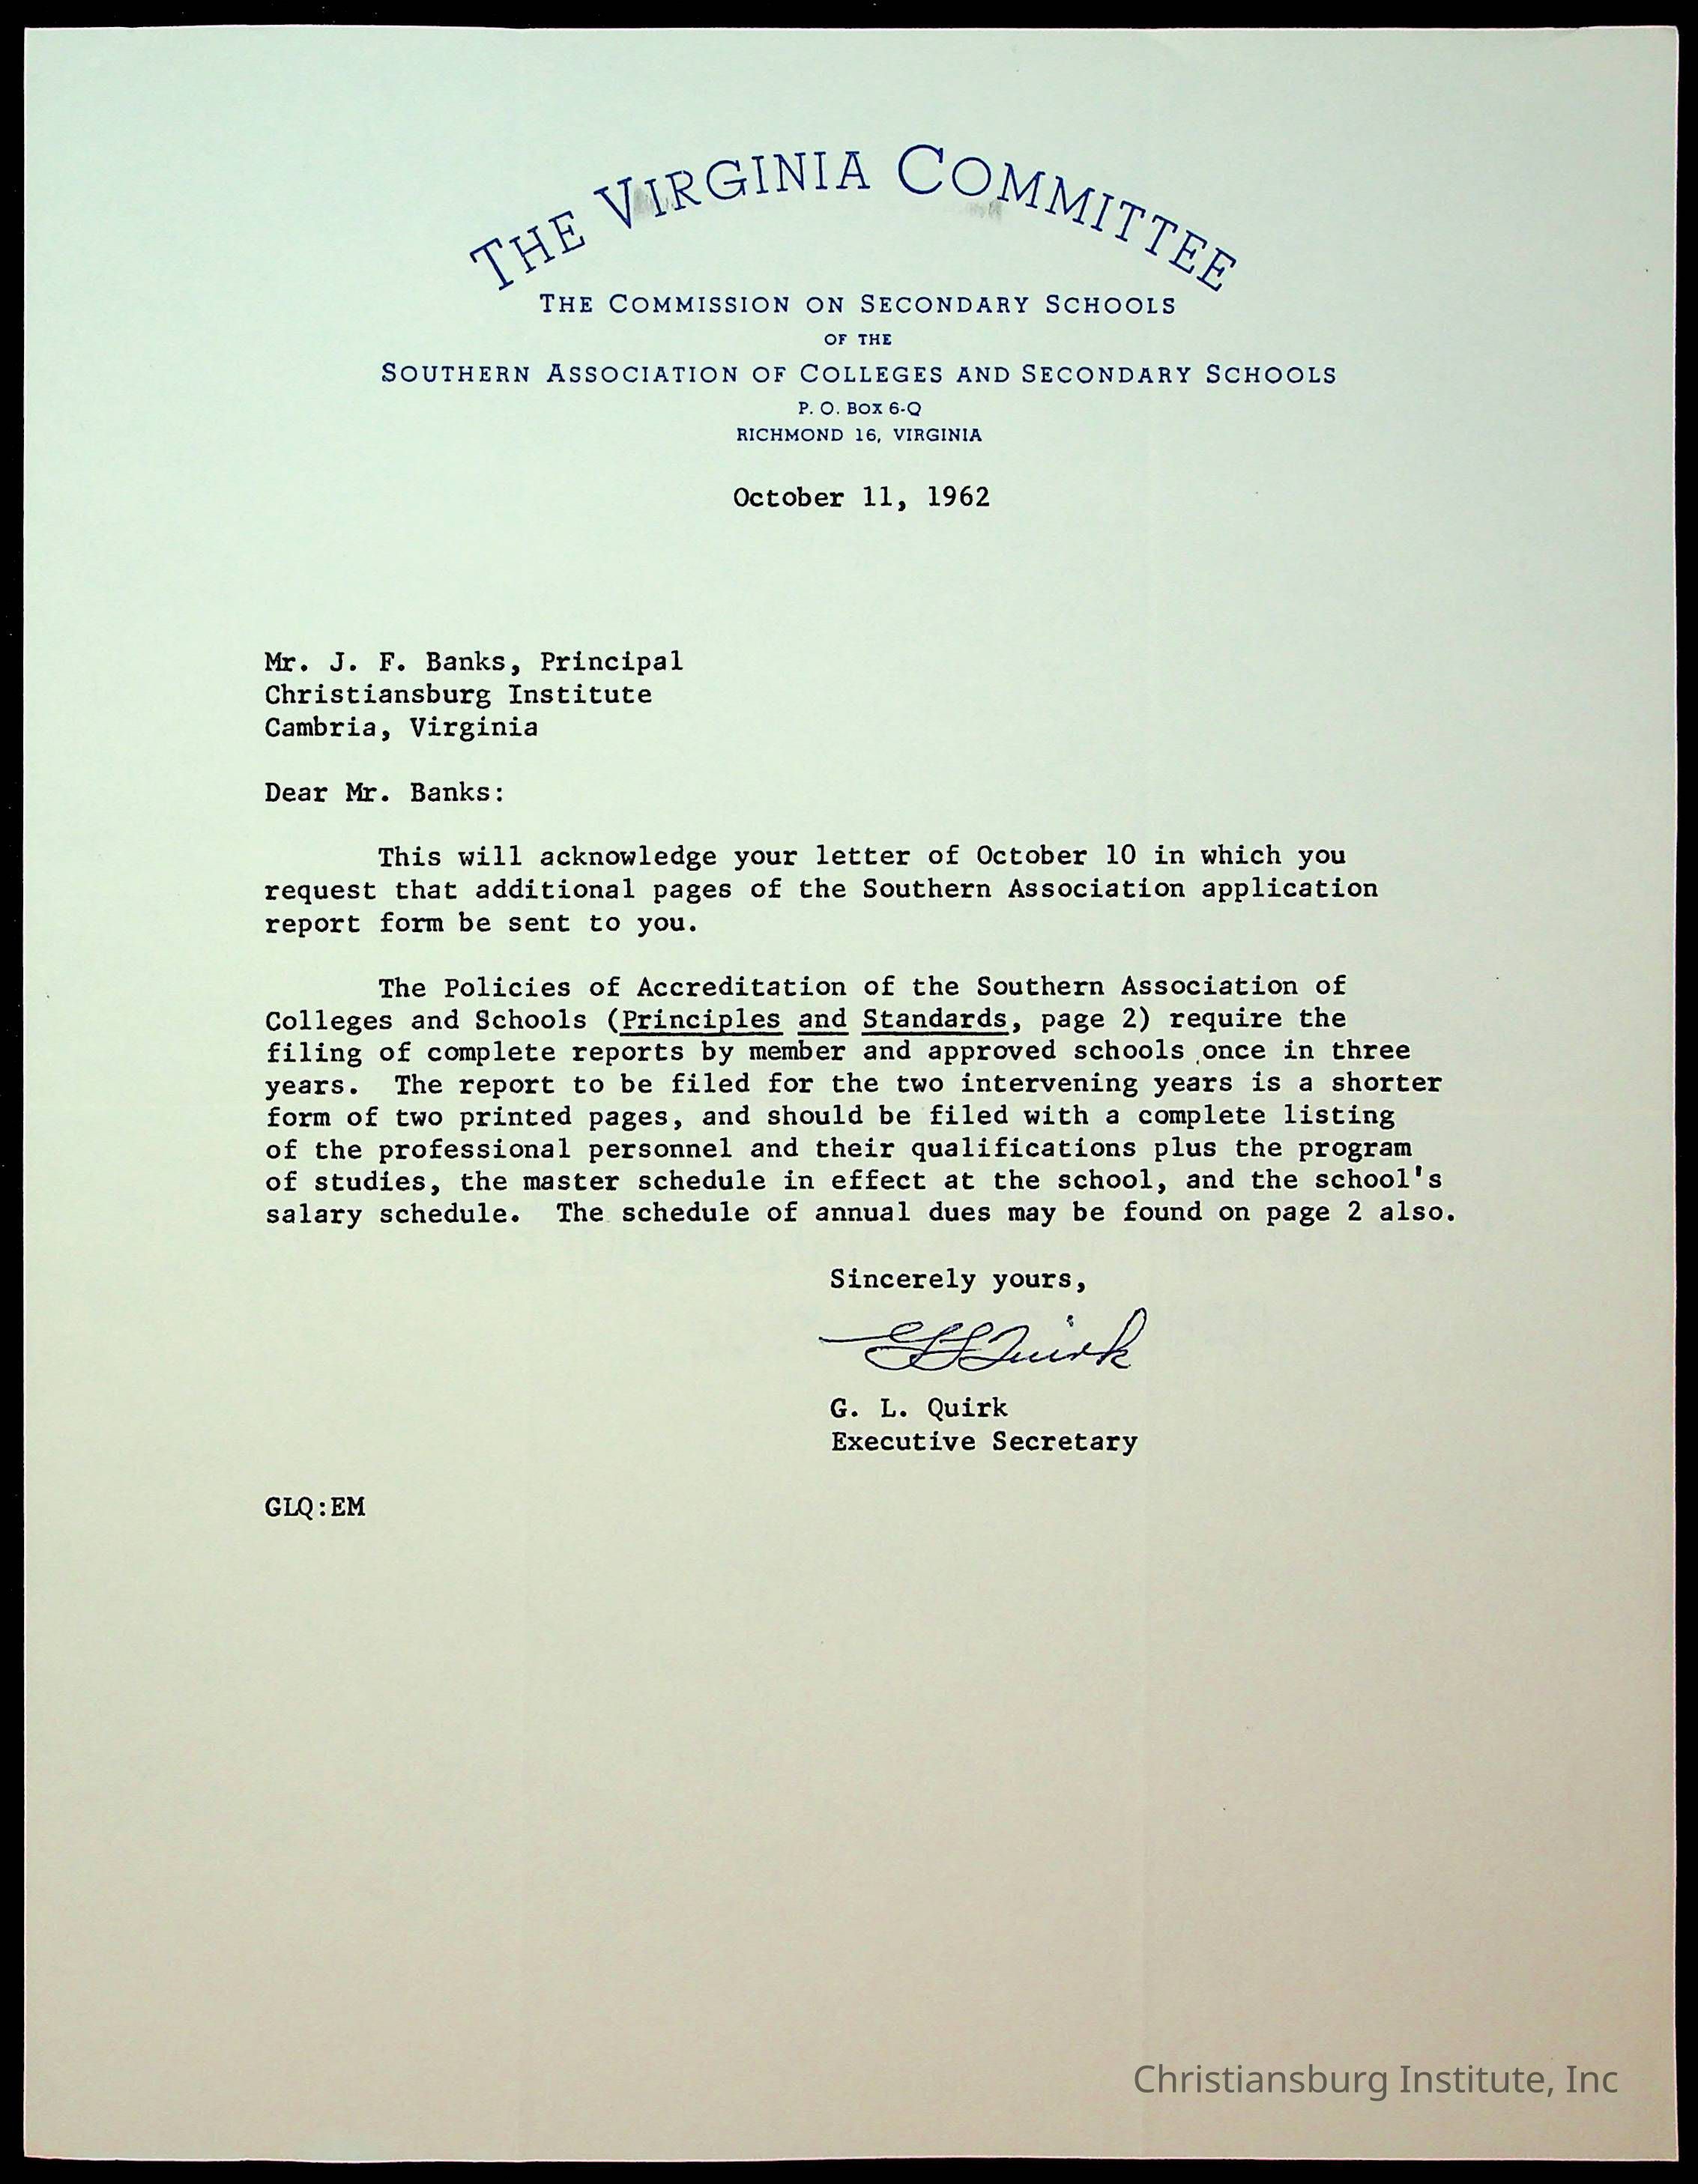 THE VIRGINIA COMMITTEE
THE COMMISSION ON SECONDARY SCHOOLS
OF THE
SOUTHERN ASSOCIATION OF COLLEGES AND SECONDARY SCHOOLS
P. O. BOX 6-Q
RICHMOND 16, VIRGINIA
October 11, 1962
Mr. J. F. Banks, Principal
Christiansburg Institute
Cambria, Virginia
Dear Mr. Banks:
This will acknowledge your letter of October 10 in which you
request that additional pages of the Southern Association application
report form be sent to you.
The Policies of Accreditation of the Southern Association of
Colleges and Schools (Principles and Standards, page 2) require the
filing of complete reports by member and approved schools once in three
years. The report to be filed for the two intervening years is a shorter
form of two printed pages, and should be filed with a complete listing
of the professional personnel and their qualifications plus the program
of studies, the master schedule in effect at the school, and the school's
salary schedule. The schedule of annual dues may be found on page 2 also.
Sincerely yours,
G L Quirk
G. L. Quirk
Executive Secretary
GLQ:EM
Christiansburg Institute, Inc